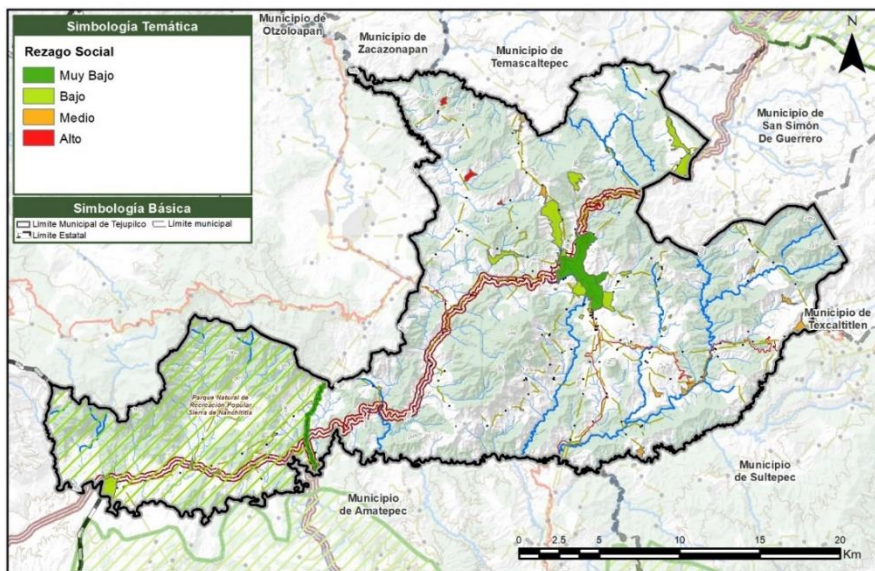 Simbología Temática
Rezago Social
Muy Bajo
Bajo
Medio
Alto
Simbología Básica
Límite Municipal de Tejupilco
Límite municipal
Límite Estatal
Municipio de
Otzoloapan
Municipio de
Zacazonapan
Municipio de
Temascaltepec
N
Municipio de
San Simón
De Guerrero
Municipio de
Texcaltitlen
Parque Natural de
Recreación Popular
Sierra de Nanchititla
Municipio
de Sultepec
Municipio
de Amatepec
0 2.5 5 10 15 20
Km